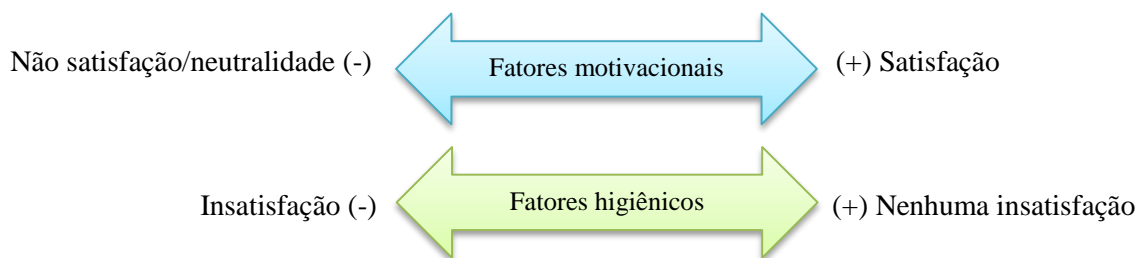 Não satisfação/neutralidade (-) Fatores motivacionais (+) Satisfação
Insatisfação (-) Fatores higiênicos (+) Nenhuma insatisfação